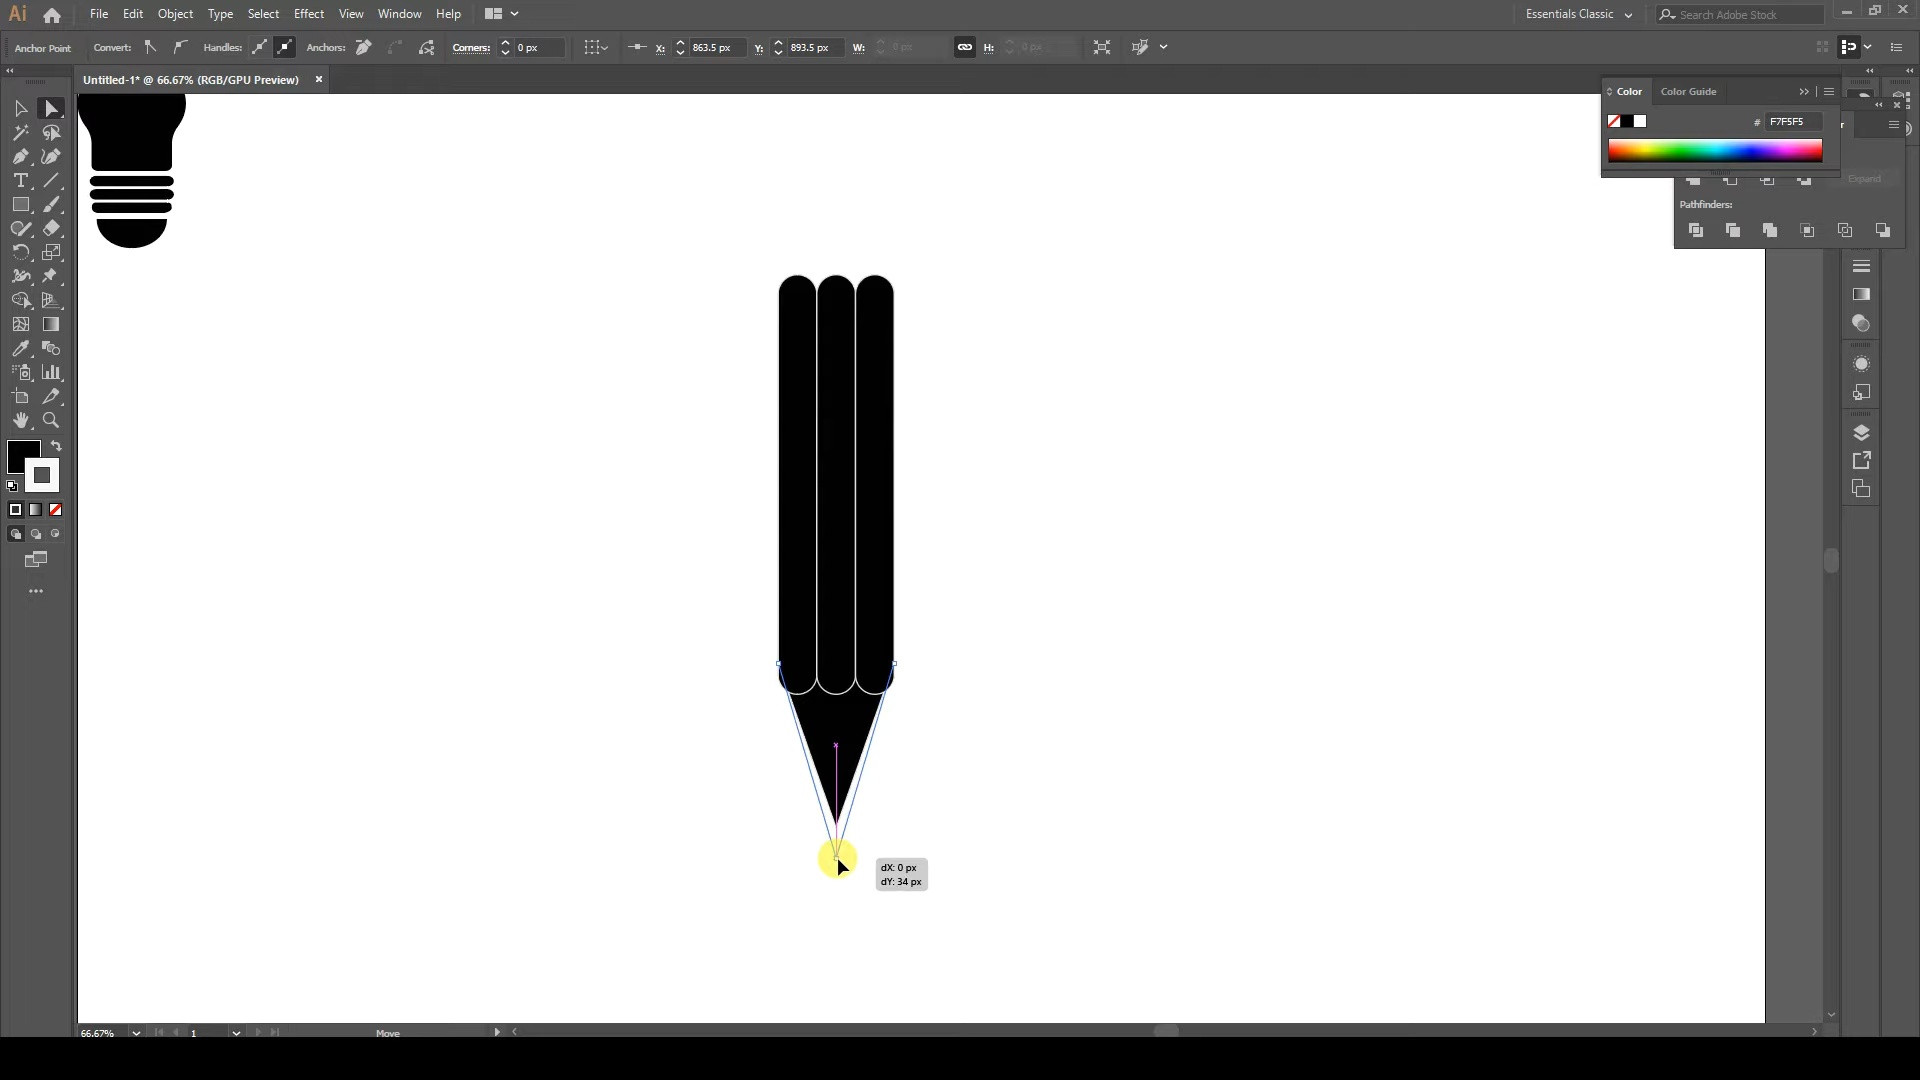 Ai File Edit Object Type Select Effect View Window Help Essentials Classic Search Adobe Stock
Anchor Point Convert: Handles: Anchors: Corners: 0 px X: 863.5 px Y: 893.5 px W: 0 px H: 0 px
Untitled-1* @ 66.67% (RGB/GPU Preview)
Color Color Guide
# F7F5F5
Expand
Pathfinders:
T
dX: 0 px
dY: 34 px
66.67% 1 Move